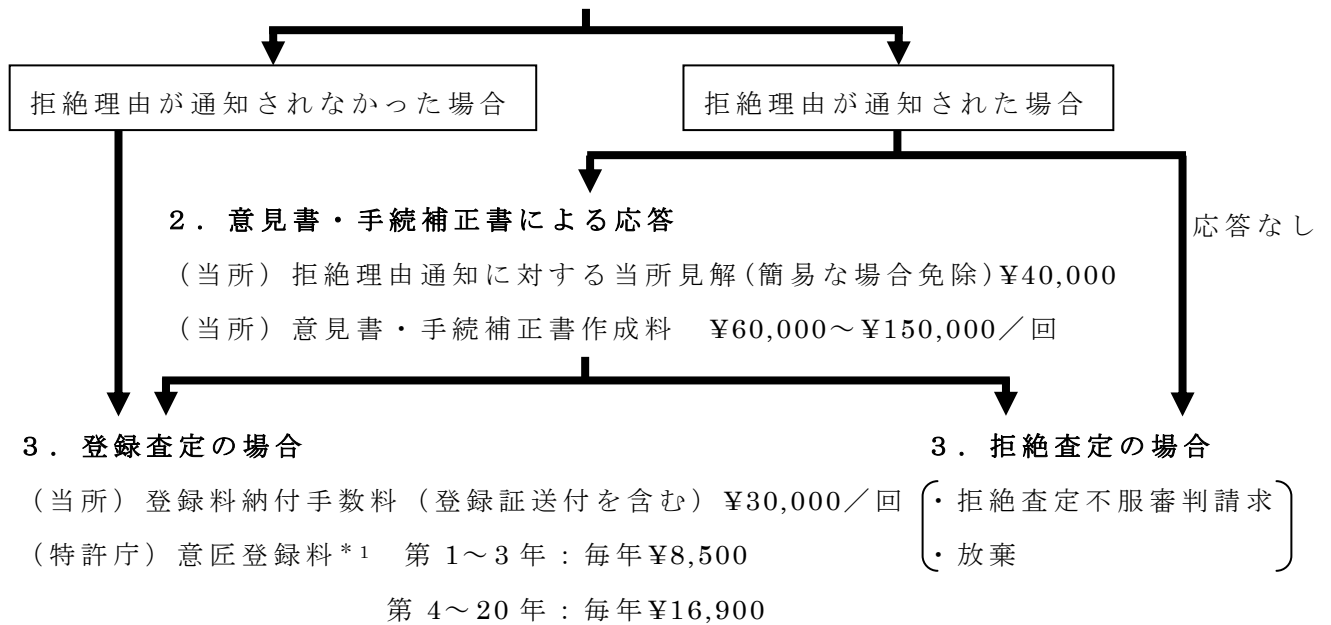 拒絶理由が通知されなかった場合
拒絶理由が通知された場合
2．意見書・手続補正書による応答
応答なし
（当所）拒絶理由通知に対する当所見解（簡易な場合免除）¥40,000
（当所）意見書・手続補正書作成料　¥60,000～¥150,000／回
3．登録査定の場合
（当所）登録料納付手数料（登録証送付を含む）¥30,000／回
（特許庁）意匠登録料*1　第 1～3 年：毎年¥8,500
第 4～20 年：毎年¥16,900
3．拒絶査定の場合
・拒絶査定不服審判請求
・放棄